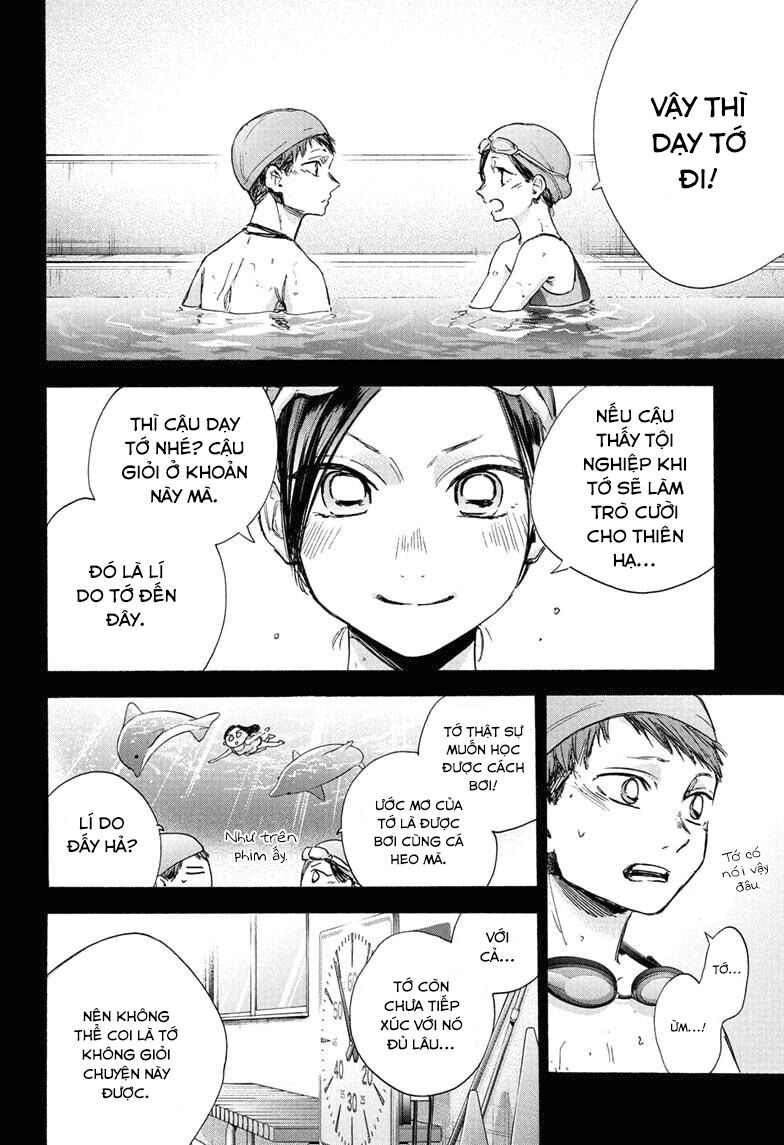 VẬY THÌ
DẠY TỚ
ĐI!
NẾU CẬU
THẤY TỘI
NGHIỆP KHI
TỚ SẼ LÀM
TRÒ CƯỜI
CHO THIÊN
HẠ...
THÌ CẬU DẠY
TỚ NHÉ? CẬU
GIỎI Ở KHOẢN
NÀY MÀ.
ĐÓ LÀ LÍ
DO TỚ ĐẾN
ĐÂY.
Tớ có
nói vậy
đâu
TỚ...
ỪM...!
TỚ THẬT SỰ
MUỐN HỌC
ĐƯỢC CÁCH
BƠI!
ƯỚC MƠ CỦA
TỚ LÀ ĐƯỢC
BƠI CÙNG CÁ
HEO MÀ.
Như trên
phim ấy.
LÍ DO
ĐẤY HẢ?
VỚI
CẢ...
TỚ CÒN
CHƯA TIẾP
XÚC VỚI NÓ
ĐỦ LÂU...
NÊN KHÔNG
THỂ COI LÀ TỚ
KHÔNG GIỎI
CHUYỆN NÀY
ĐƯỢC.
60
30
30